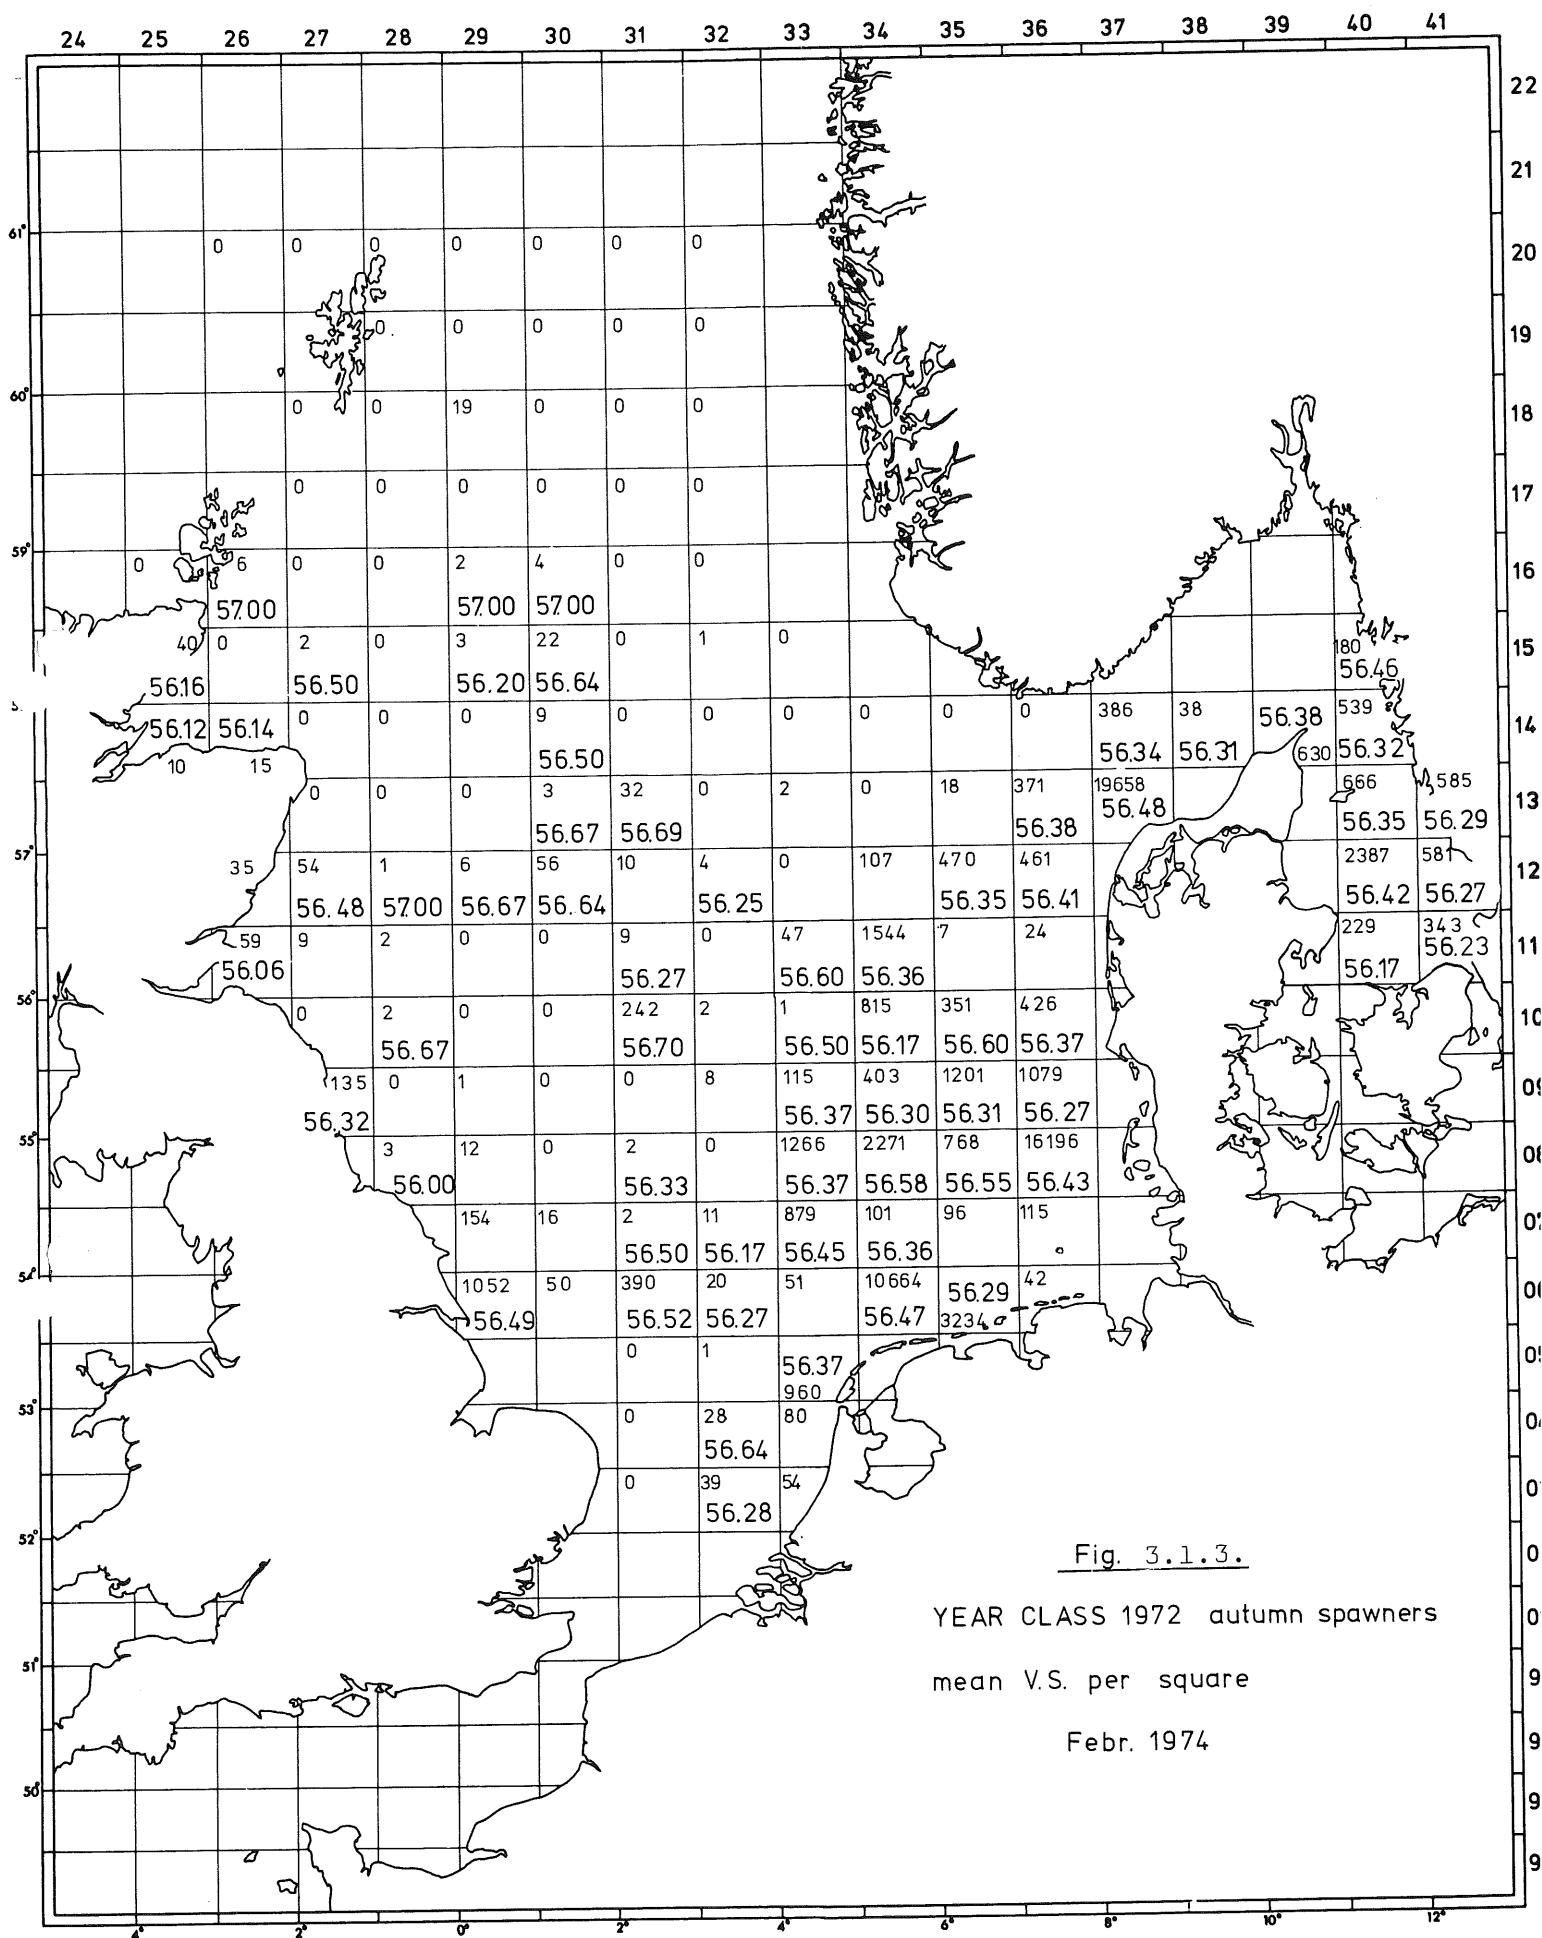 24 25 26 27 28 29 30 31 32 33 34 35 36 37 38 39 40 41
22
21
61°
0 0 0 0 0 0 0 20
0 0 0 0 0 19
60°
0 0 19 0 0 0 18
0 0 0 0 0 0 17
59°
0 6 0 0 2 4 0 0 16
57.00 57.00 57.00
40 0 2 0 3 22 0 1 0 180 15
56.16 56.50 56.20 56.64 56.46
0 0 0 9 0 0 0 0 0 0 386 38 56.38 539 14
56.12 56.14 56.50 56.34 56.31 630 56.32
10 15
0 0 0 3 32 0 2 0 18 371 19658 666 585 13
56.67 56.69 56.38 56.48 56.35 56.29
57°
35 54 1 6 56 10 4 0 107 470 461 2387 581 12
56.48 57.00 56.67 56.64 56.25 56.35 56.41 56.42 56.27
59 9 2 0 0 9 0 47 1544 7 24 229 343 11
56.06 56.27 56.60 56.36 56.17 56.23
56°
0 2 0 0 242 2 1 815 351 426 10
56.67 56.70 56.50 56.17 56.60 56.37
135 0 1 0 0 8 115 403 1201 1079 09
56.32 56.37 56.30 56.31 56.27
55°
3 12 0 2 0 1266 2271 768 16196 08
56.00 56.33 56.37 56.58 56.55 56.43
154 16 2 11 879 101 96 115 07
56.50 56.17 56.45 56.36
54°
1052 50 390 20 51 10664 56.29 42 06
56.49 56.52 56.27 56.47 3234
0 1 56.37 05
960
53°
0 28 80 04
56.64
0 39 54 0
56.28
52°
Fig. 3.1.3. 0
YEAR CLASS 1972 autumn spawners 0
51°
mean V.S. per square 9
Febr. 1974 9
50°
9
9
4° 2° 0° 2° 4° 6° 8° 10° 12°